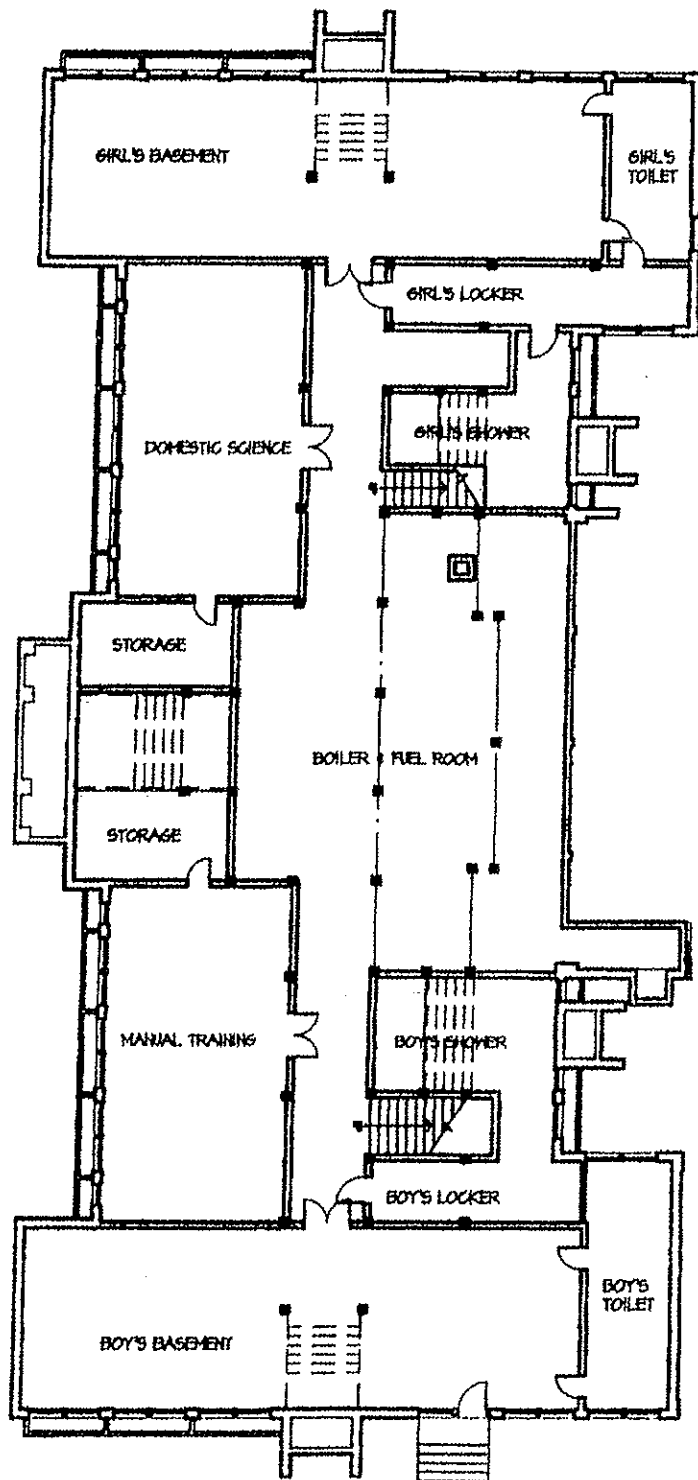 GIRL'S BASEMENT
GIRL'S
TOILET
GIRL'S LOCKER
GIRL'S SHOWER
DOMESTIC SCIENCE
STORAGE
BOILER & FUEL ROOM
STORAGE
MANUAL TRAINING
BOY'S SHOWER
BOY'S LOCKER
BOY'S
TOILET
BOY'S BASEMENT